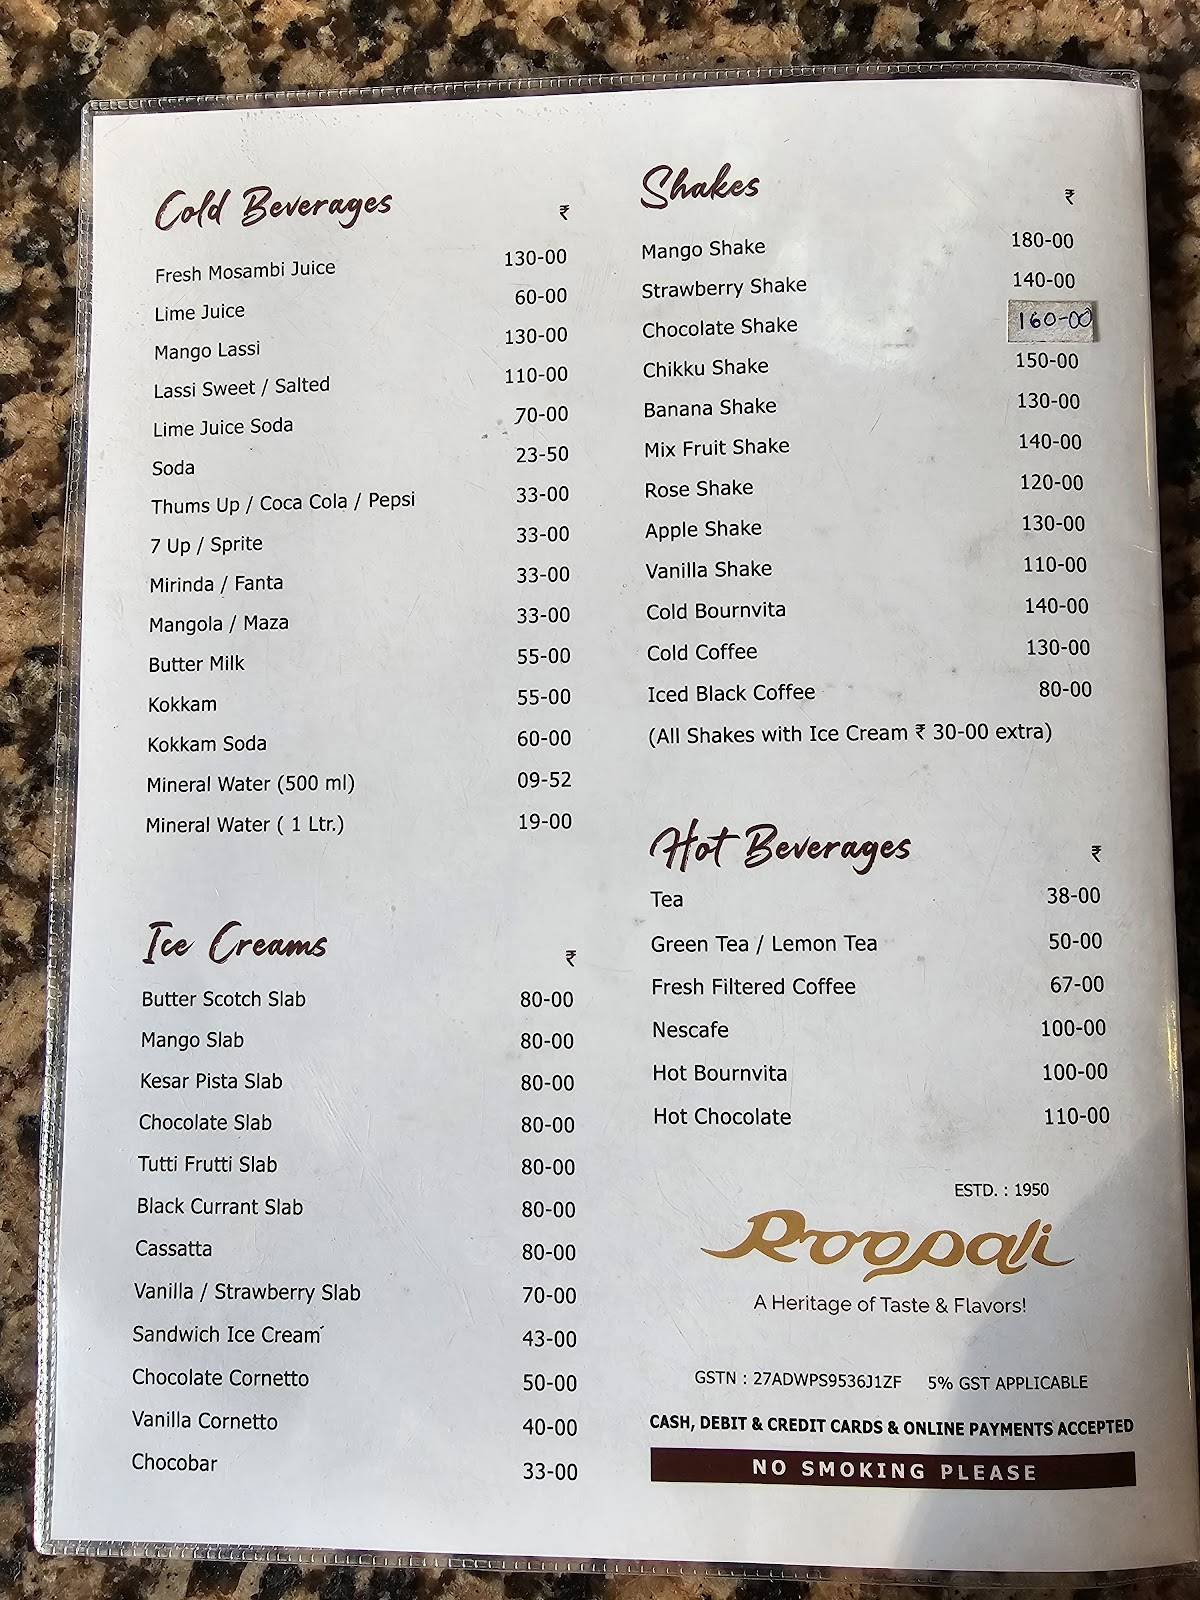 Cold Beverages ₹
Fresh Mosambi Juice 130-00
Lime Juice 60-00
Mango Lassi 130-00
Lassi Sweet / Salted 110-00
Lime Juice Soda 70-00
Soda 23-50
Thums Up / Coca Cola / Pepsi 33-00
7 Up / Sprite 33-00
Mirinda / Fanta 33-00
Mangola / Maza 33-00
Butter Milk 55-00
Kokkam 55-00
Kokkam Soda 60-00
Mineral Water (500 ml) 09-52
Mineral Water ( 1 Ltr.) 19-00
Ice Creams ₹
Butter Scotch Slab 80-00
Mango Slab 80-00
Kesar Pista Slab 80-00
Chocolate Slab 80-00
Tutti Frutti Slab 80-00
Black Currant Slab 80-00
Cassatta 80-00
Vanilla / Strawberry Slab 70-00
Sandwich Ice Cream 43-00
Chocolate Cornetto 50-00
Vanilla Cornetto 40-00
Chocobar 33-00
Shakes ₹
Mango Shake 180-00
Strawberry Shake 140-00
Chocolate Shake 160-00
Chikku Shake 150-00
Banana Shake 130-00
Mix Fruit Shake 140-00
Rose Shake 120-00
Apple Shake 130-00
Vanilla Shake 110-00
Cold Bournvita 140-00
Cold Coffee 130-00
Iced Black Coffee 80-00
(All Shakes with Ice Cream ₹ 30-00 extra)
Hot Beverages ₹
Tea 38-00
Green Tea / Lemon Tea 50-00
Fresh Filtered Coffee 67-00
Nescafe 100-00
Hot Bournvita 100-00
Hot Chocolate 110-00
ESTD. : 1950
Roopali
A Heritage of Taste & Flavors!
GSTN : 27ADWPS9536J1ZF 5% GST APPLICABLE
CASH, DEBIT & CREDIT CARDS & ONLINE PAYMENTS ACCEPTED
NO SMOKING PLEASE